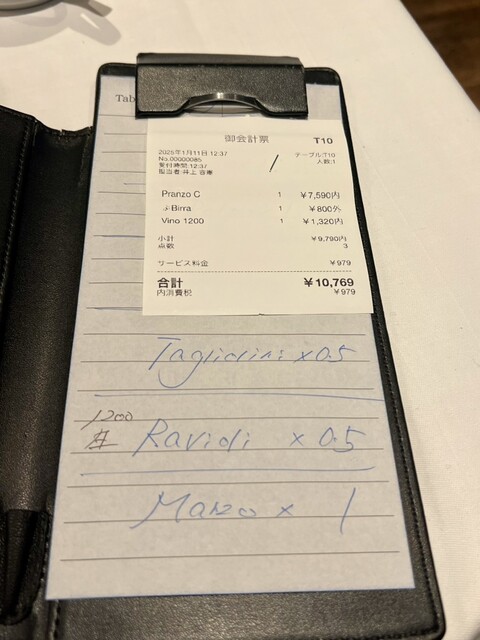 Tab
御会計票 T10
2025年1月11日 12:37 テーブル:T10
No.00000085 人数:1
受付時間:12:37
担当者:井上
Pranzo C 1 ¥7,590内
Birra 1 ¥800外
Vino 1200 1 ¥1,320内
小計 ¥9,790内
点数 3
サービス料金 ¥979
合計 ¥10,769
内消費税 ¥979
Tagliolini x 0.5
1200
Ravioli x 0.5
Manzo x 1